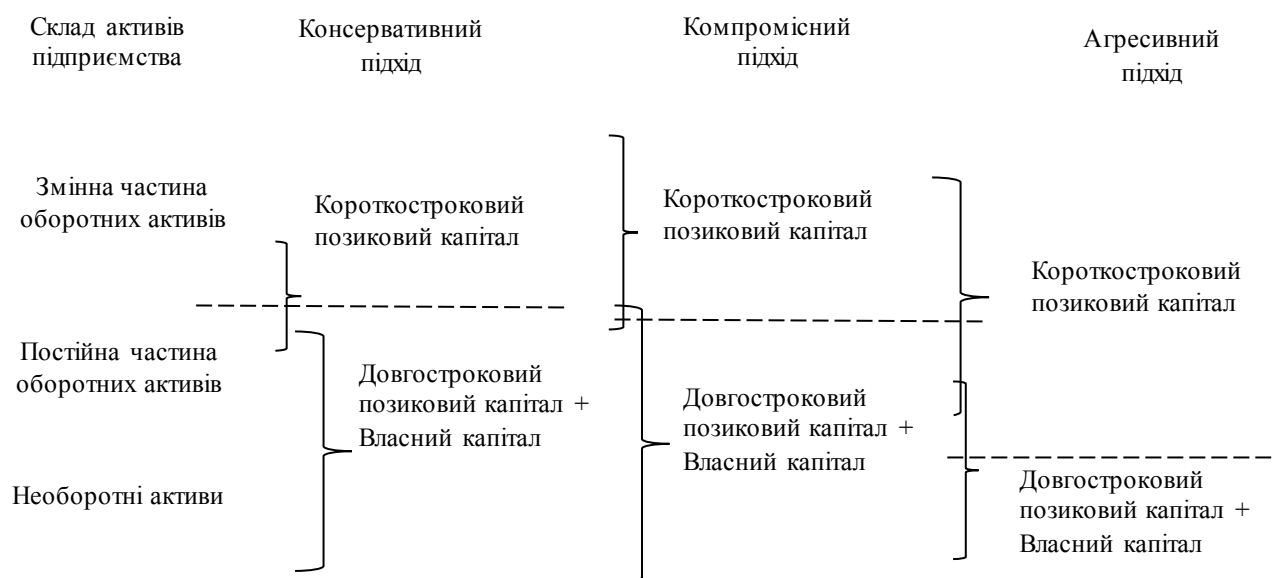 Склад активів
підприємства
Консервативний
підхід
Компромісний
підхід
Агресивний
підхід
Змінна частина
оборотних активів
Короткостроковий
позиковий капітал
Короткостроковий
позиковий капітал
Короткостроковий
позиковий капітал
Постійна частина
оборотних активів
Довгостроковий
позиковий капітал +
Власний капітал
Довгостроковий
позиковий капітал +
Власний капітал
Необоротні активи
Довгостроковий
позиковий капітал +
Власний капітал